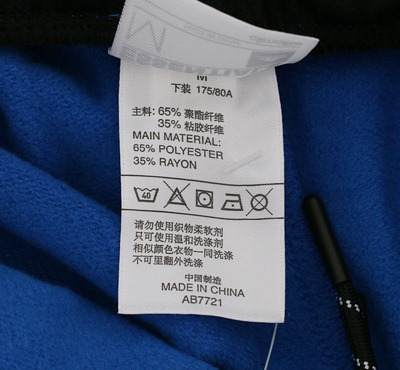 M
ESSENTIAL
M
下装 175/80A
主料: 65% 聚酯纤维
35% 粘胶纤维
MAIN MATERIAL:
65% POLYESTER
35% RAYON
40
请勿使用织物柔软剂
只可使用温和洗涤剂
相似颜色衣物一同洗涤
不可里翻外洗涤
中国制造
MADE IN CHINA
AB7721